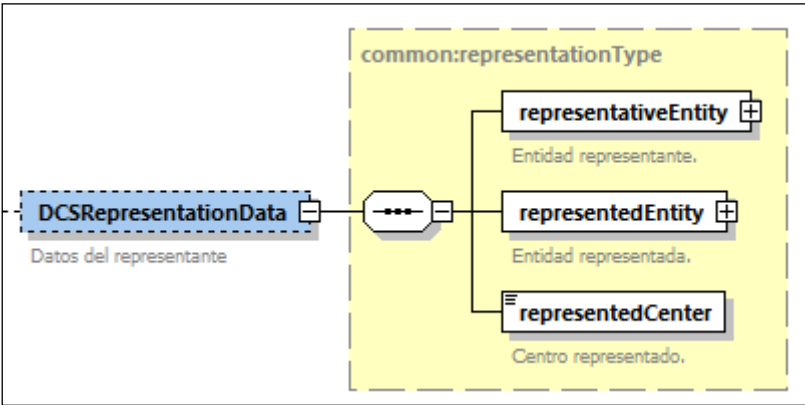 common:representationType
representativeEntity
Entidad representante.
DCSRepresentationData
Datos del representante
representedEntity
Entidad representada.
representedCenter
Centro representado.